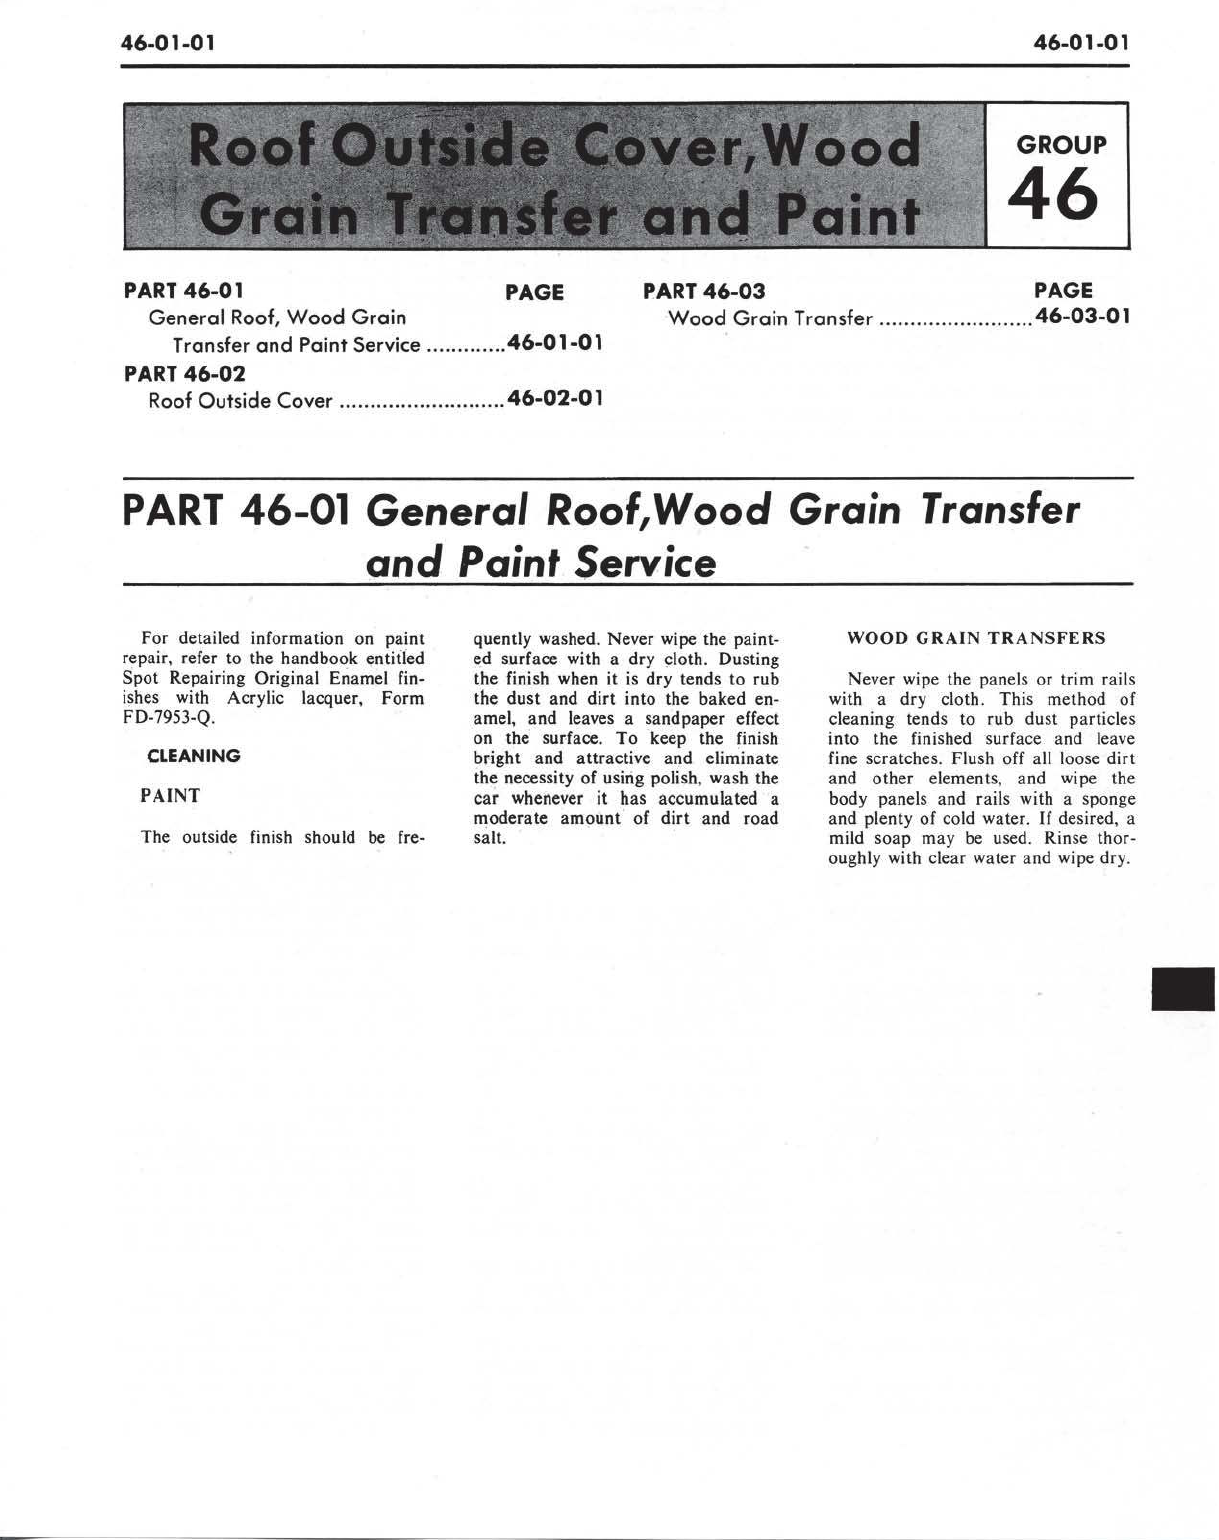 46-01-01
46-01-01
Roof Outside Cover, Wood
Grain Transfer and Paint
GROUP
46
PART 46-01 PAGE
General Roof, Wood Grain
Transfer and Paint Service .............46-01-01
PART 46-02
Roof Outside Cover ...........................46-02-01
PART 46-03 PAGE
Wood Grain Transfer .........................46-03-01
PART 46-01 General Roof,Wood Grain Transfer
and Paint Service
For detailed information on paint
repair, refer to the handbook entitled
Spot Repairing Original Enamel fin-
ishes with Acrylic lacquer, Form
FD-7953-Q.
CLEANING
PAINT
The outside finish should be fre-
quently washed. Never wipe the paint-
ed surface with a dry cloth. Dusting
the finish when it is dry tends to rub
the dust and dirt into the baked en-
amel, and leaves a sandpaper effect
on the surface. To keep the finish
bright and attractive and eliminate
the necessity of using polish, wash the
car whenever it has accumulated a
moderate amount of dirt and road
salt.
WOOD GRAIN TRANSFERS
Never wipe the panels or trim rails
with a dry cloth. This method of
cleaning tends to rub dust particles
into the finished surface and leave
fine scratches. Flush off all loose dirt
and other elements, and wipe the
body panels and rails with a sponge
and plenty of cold water. If desired, a
mild soap may be used. Rinse thor-
oughly with clear water and wipe dry.